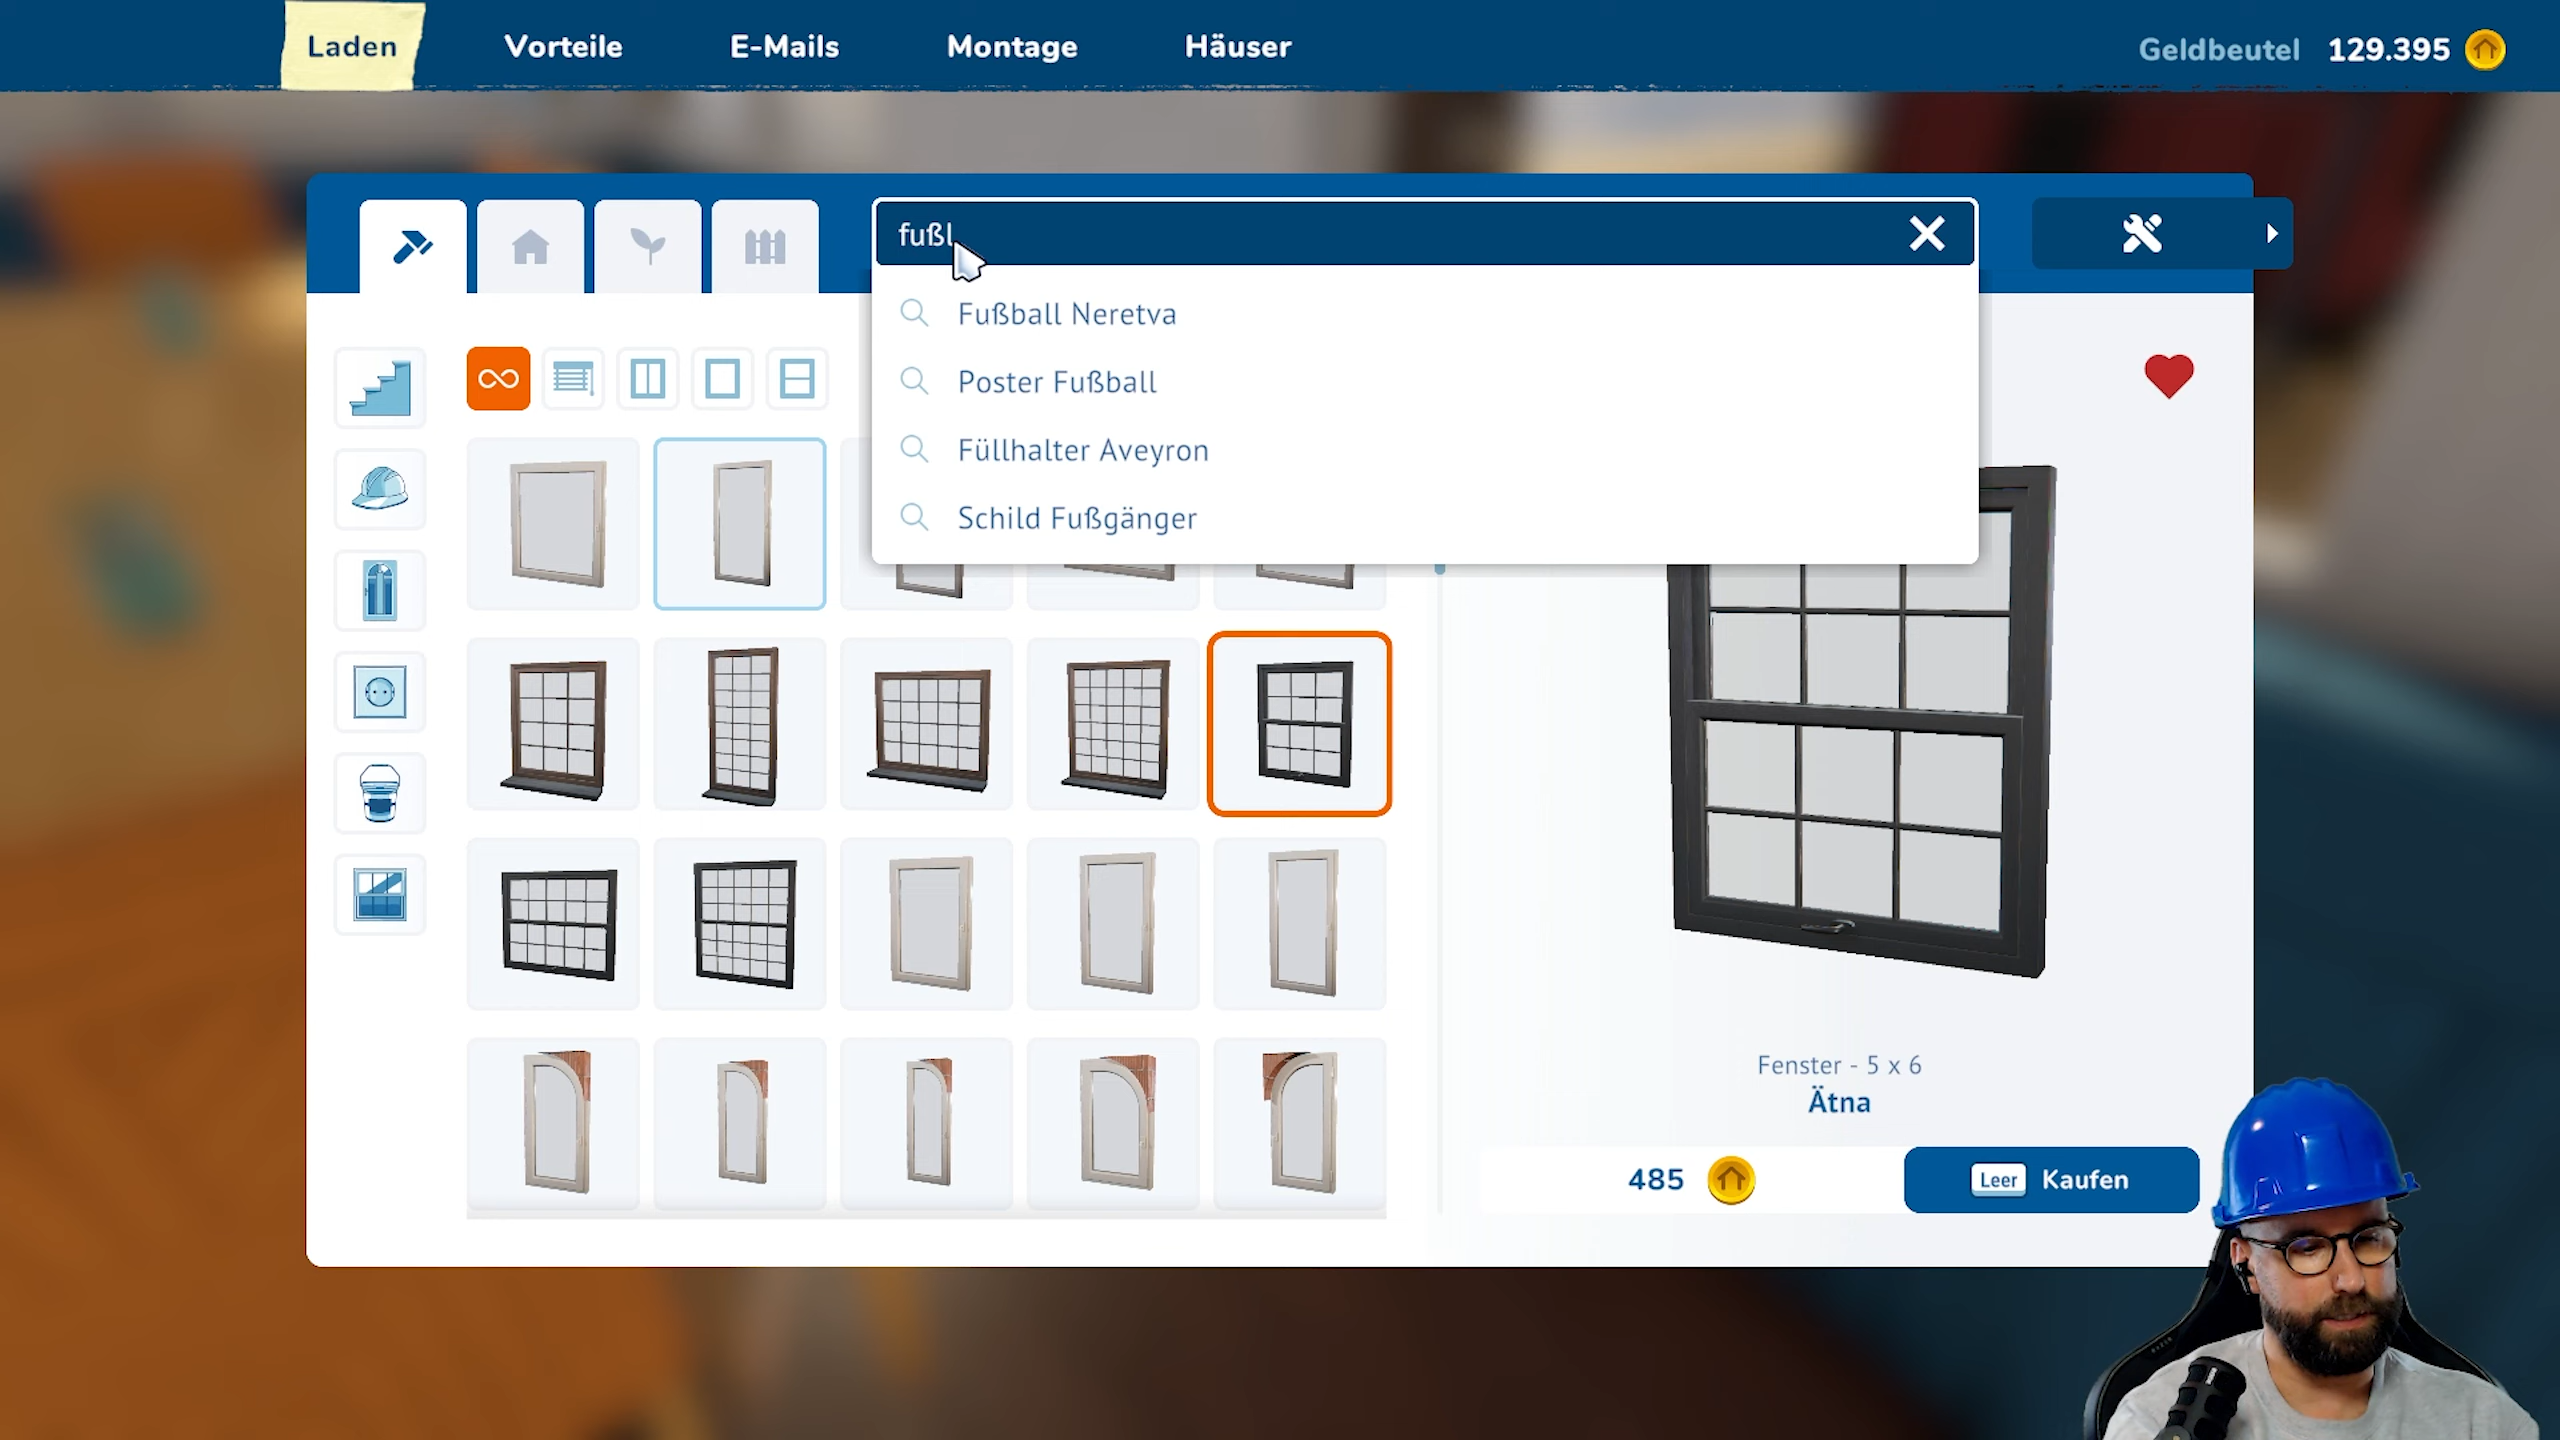 Laden
Vorteile
E-Mails
Montage
Häuser
Geldbeutel 129.395
fußl
Fußball Neretva
Poster Fußball
Füllhalter Aveyron
Schild Fußgänger
Fenster - 5 x 6
Ätna
485
Leer Kaufen